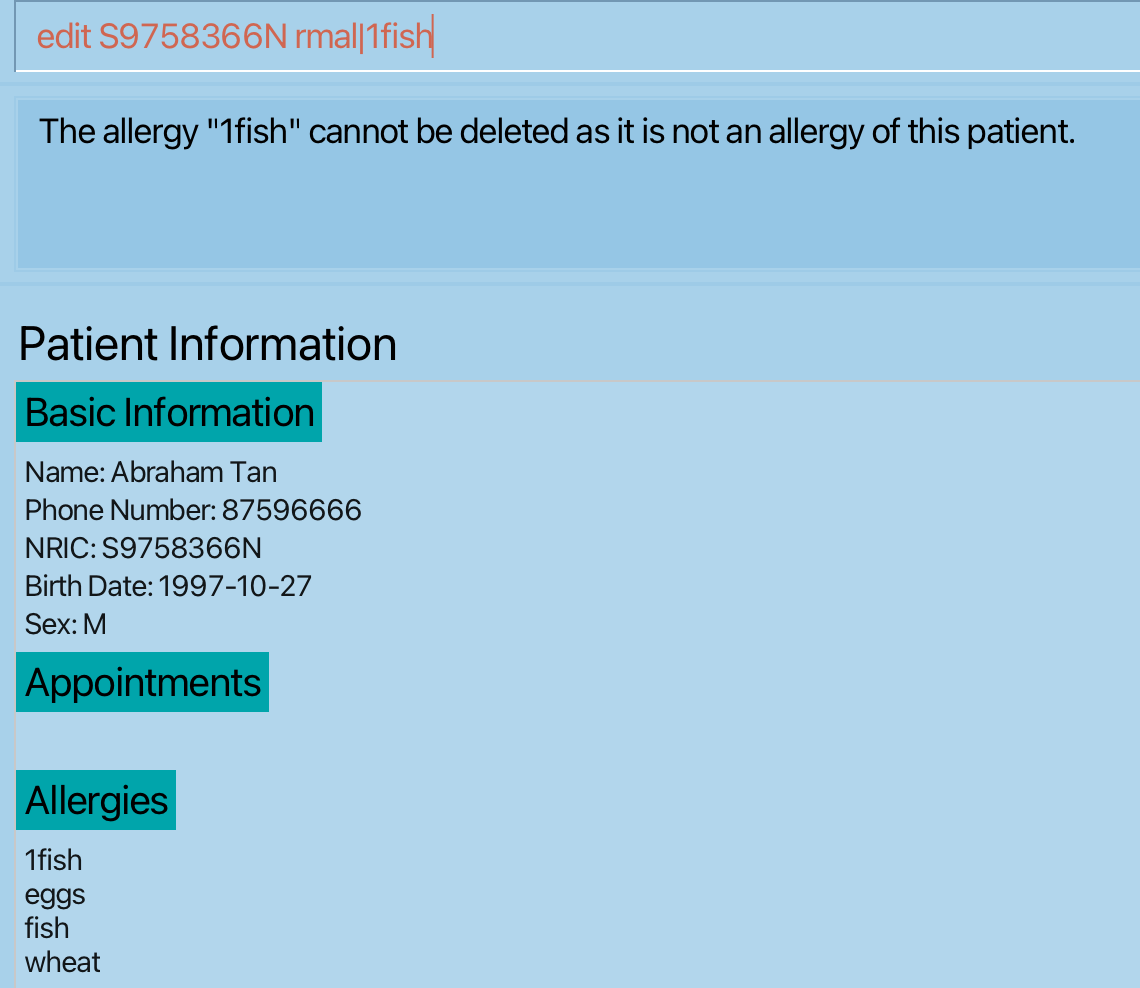 edit S9758366N rmal|1fish
The allergy "1fish" cannot be deleted as it is not an allergy of this patient.
Patient Information
Basic Information
Name: Abraham Tan
Phone Number: 87596666
NRIC: S9758366N
Birth Date: 1997-10-27
Sex: M
Appointments
Allergies
1fish
eggs
fish
wheat